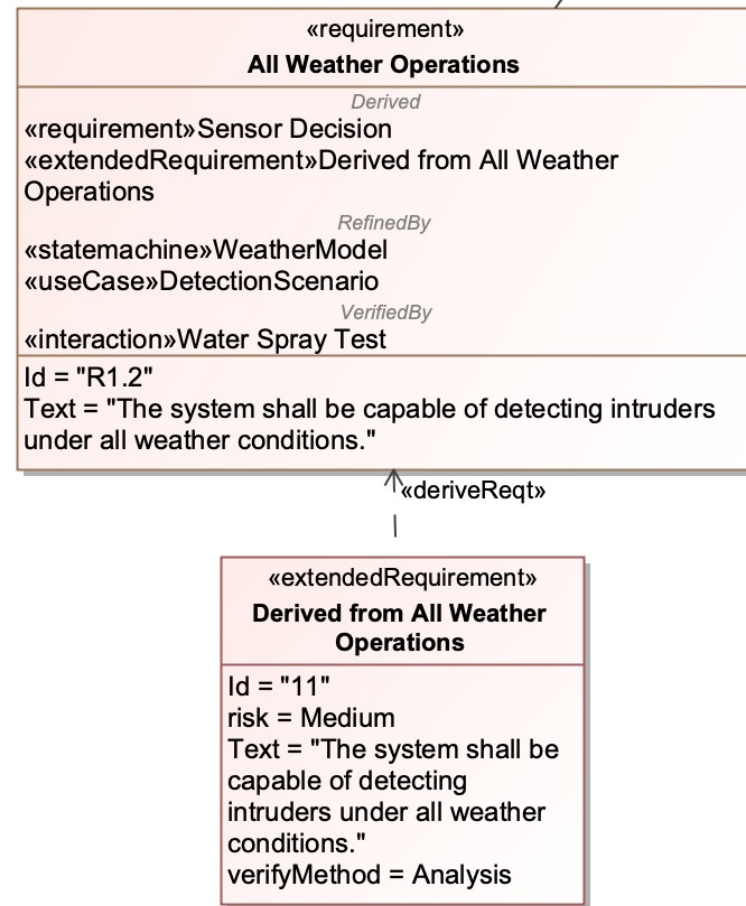 «requirement»
All Weather Operations
Derived
«requirement»Sensor Decision
«extendedRequirement»Derived from All Weather
Operations
RefinedBy
«statemachine»WeatherModel
«useCase»DetectionScenario
VerifiedBy
«interaction»Water Spray Test
Id = "R1.2"
Text = "The system shall be capable of detecting intruders
under all weather conditions."
«deriveReqt»
«extendedRequirement»
Derived from All Weather
Operations
Id = "11"
risk = Medium
Text = "The system shall be
capable of detecting
intruders under all weather
conditions."
verifyMethod = Analysis